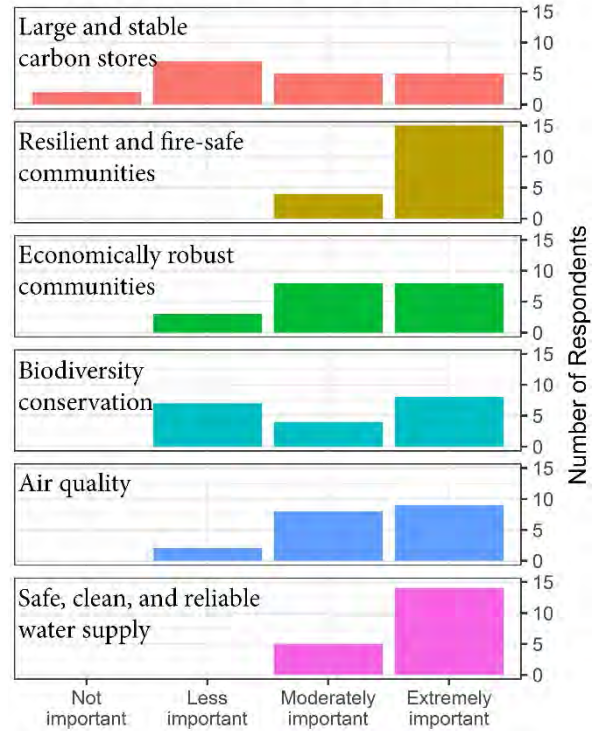 Large and stable
carbon stores
15
10
5
0
Resilient and fire-safe
communities
15
10
5
0
Economically robust
communities
15
10
5
0
Biodiversity
conservation
15
10
5
0
Air quality
15
10
5
0
Safe, clean, and reliable
water supply
15
10
5
0
Number of Respondents
Not
important
Less
important
Moderately
important
Extremely
important